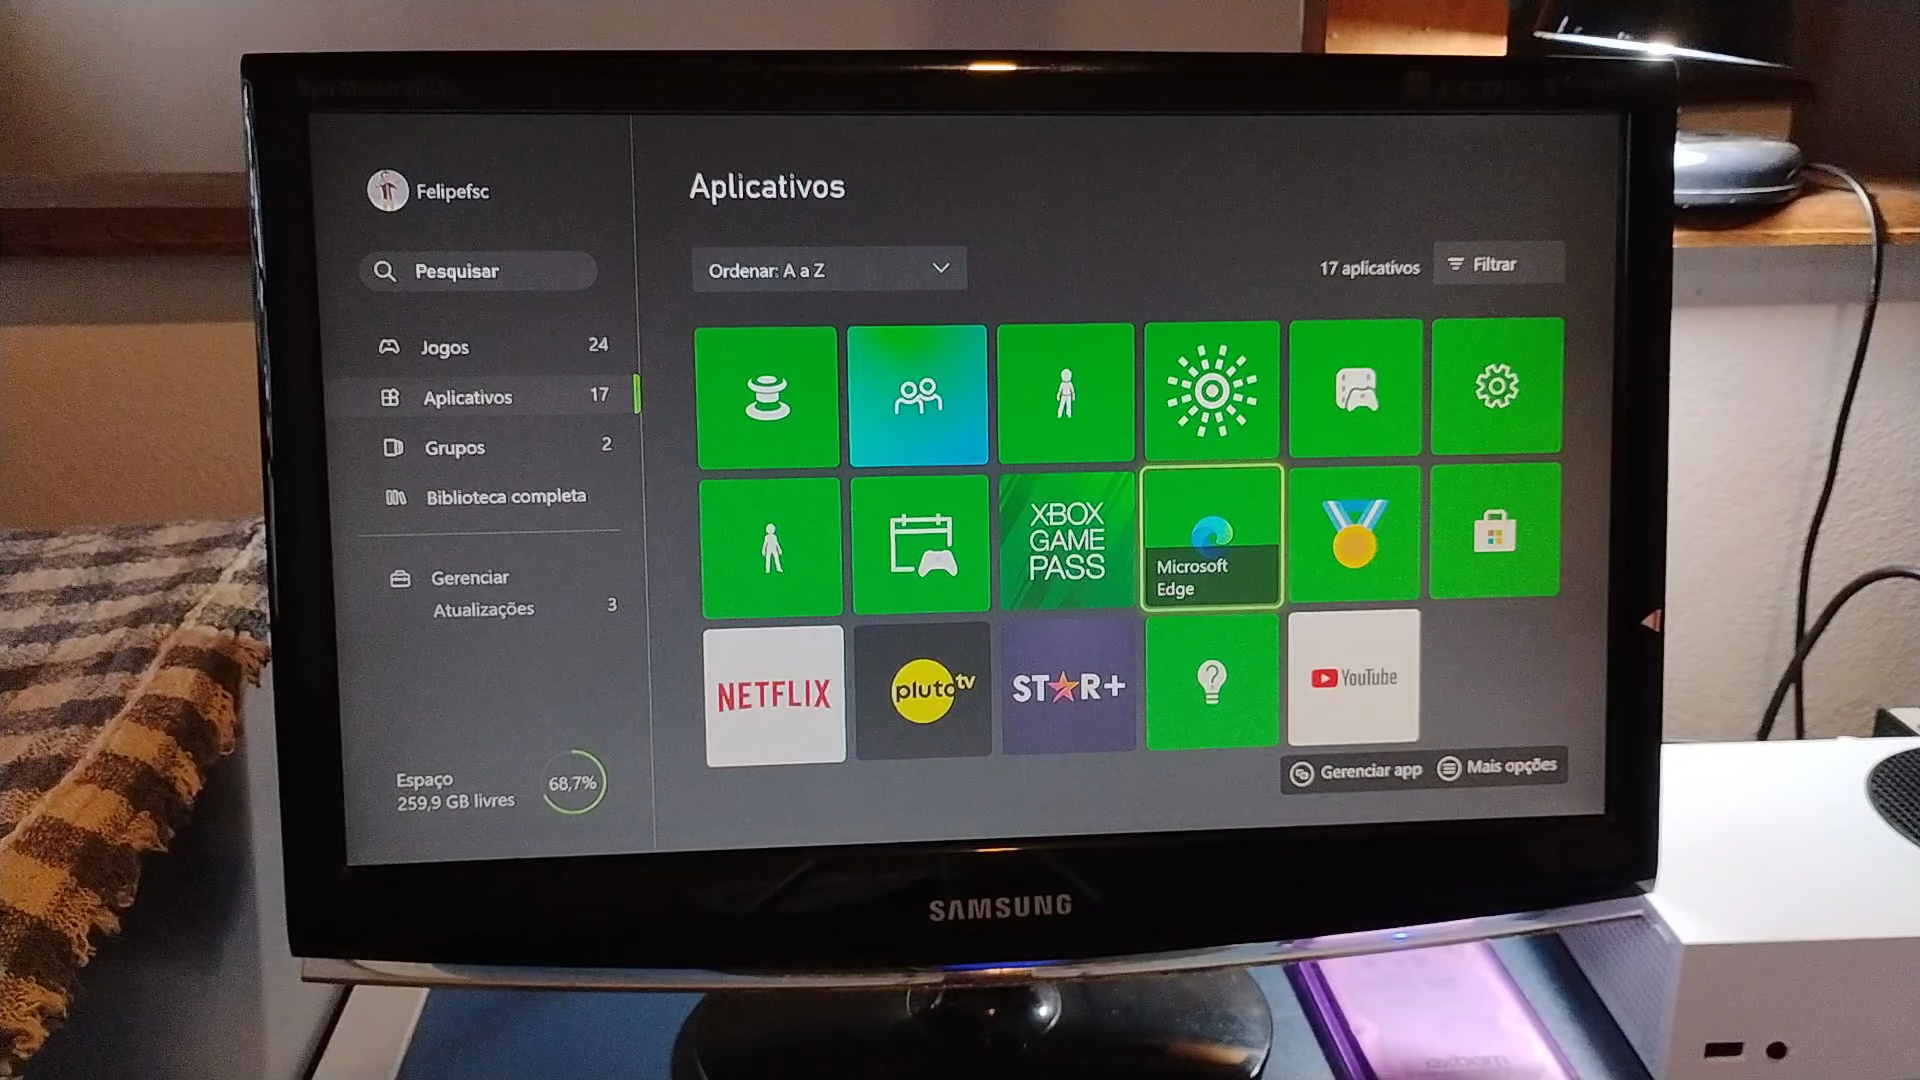 Felipefsc
Pesquisar
Jogos 24
Aplicativos 17
Grupos 2
Biblioteca completa
Gerenciar
Atualizações 3
Espaço
259,9 GB livres
68,7%
Aplicativos
Ordenar: A a Z
17 aplicativos
Filtrar
XBOX
GAME
PASS
Microsoft
Edge
NETFLIX
pluto tv
STAR+
YouTube
Gerenciar app
Mais opções
SAMSUNG